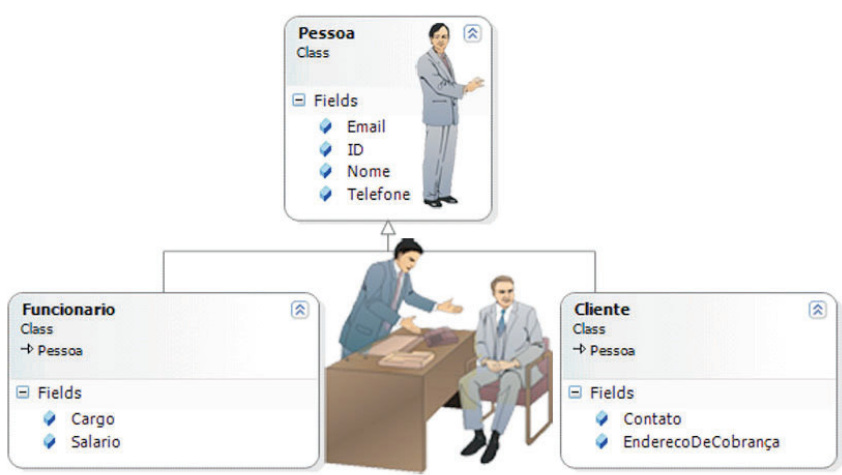 Pessoa
Class
Fields
Email
ID
Nome
Telefone
Funcionario
Class
Pessoa
Fields
Cargo
Salario
Cliente
Class
Pessoa
Fields
Contato
EnderecoDeCobrança